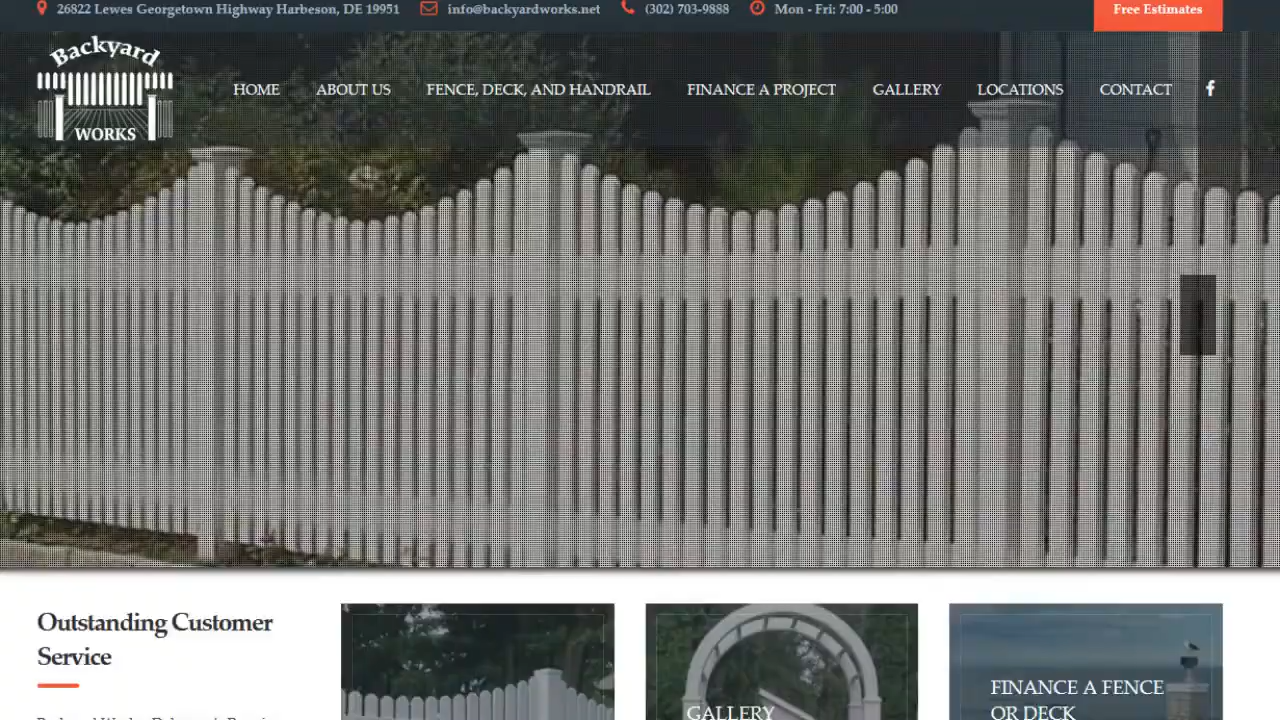 26822 Lewes Georgetown Highway Harbeson, DE 19951 info@backyardworks.net (302) 703-9888 Mon - Fri: 7:00 - 5:00 Free Estimates
Backyard
WORKS
HOME ABOUT US FENCE, DECK, AND HANDRAIL FINANCE A PROJECT GALLERY LOCATIONS CONTACT
Outstanding Customer
Service
GALLERY
FINANCE A FENCE
OR DECK